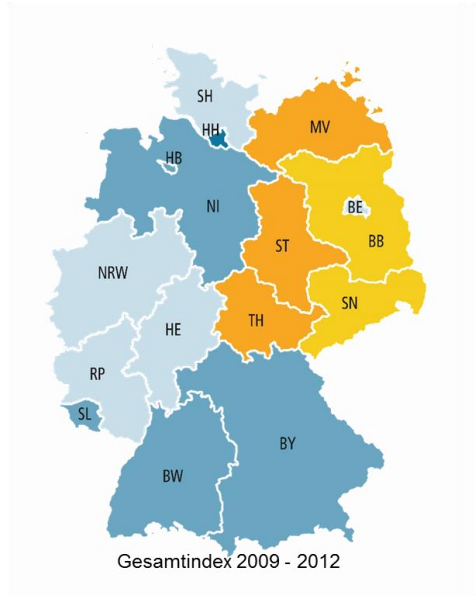 SH
HH
MV
HB
NI
BE
BB
ST
NRW
SN
TH
HE
RP
SL
BY
BW
Gesamtindex 2009 - 2012